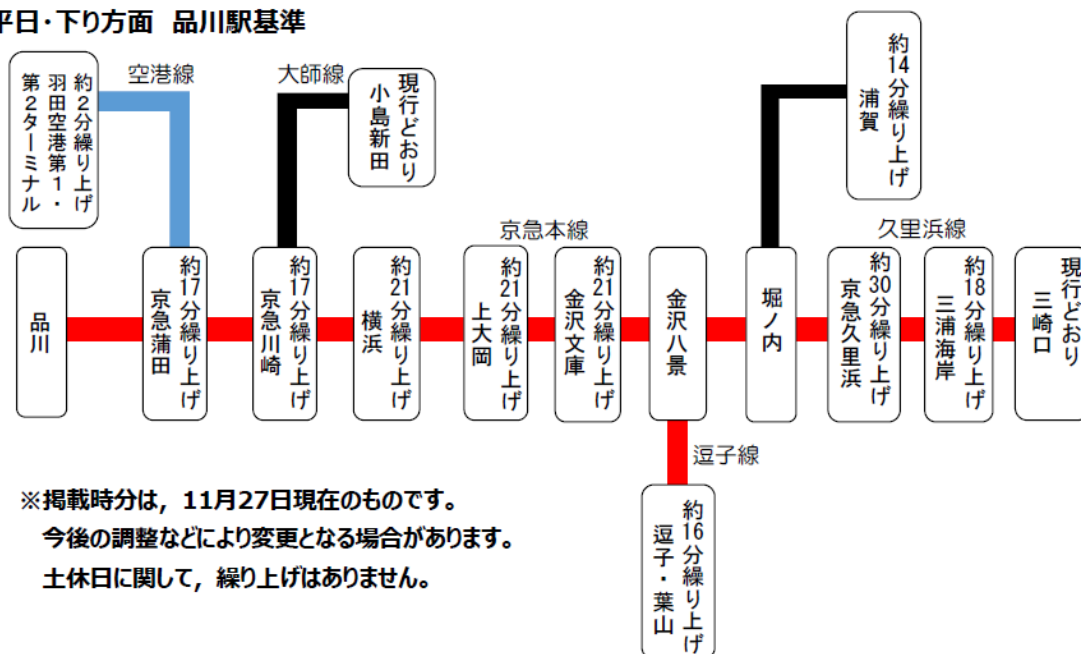 平日・下り方面 品川駅基準
空港線
大師線
約2分繰り上げ
羽田空港第1・
第2ターミナル
現行どおり
小島新田
約14分繰り上げ
浦賀
京急本線
久里浜線
品川
約17分繰り上げ
京急蒲田
約17分繰り上げ
京急川崎
約21分繰り上げ
横浜
約21分繰り上げ
上大岡
約21分繰り上げ
金沢文庫
金沢八景
堀ノ内
約30分繰り上げ
京急久里浜
約18分繰り上げ
三浦海岸
現行どおり
三崎口
逗子線
約16分繰り上げ
逗子・葉山
※掲載時分は，11月27日現在のものです。
今後の調整などにより変更となる場合があります。
土休日に関して，繰り上げはありません。